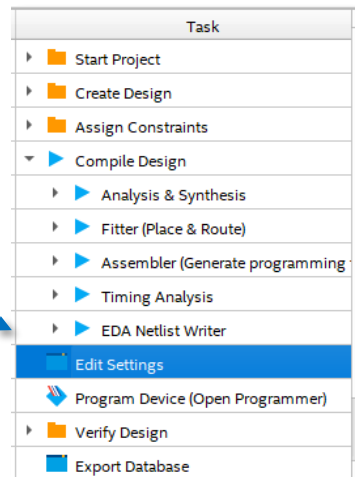 Task
Start Project
Create Design
Assign Constraints
Compile Design
Analysis & Synthesis
Fitter (Place & Route)
Assembler (Generate programming
Timing Analysis
EDA Netlist Writer
Edit Settings
Program Device (Open Programmer)
Verify Design
Export Database